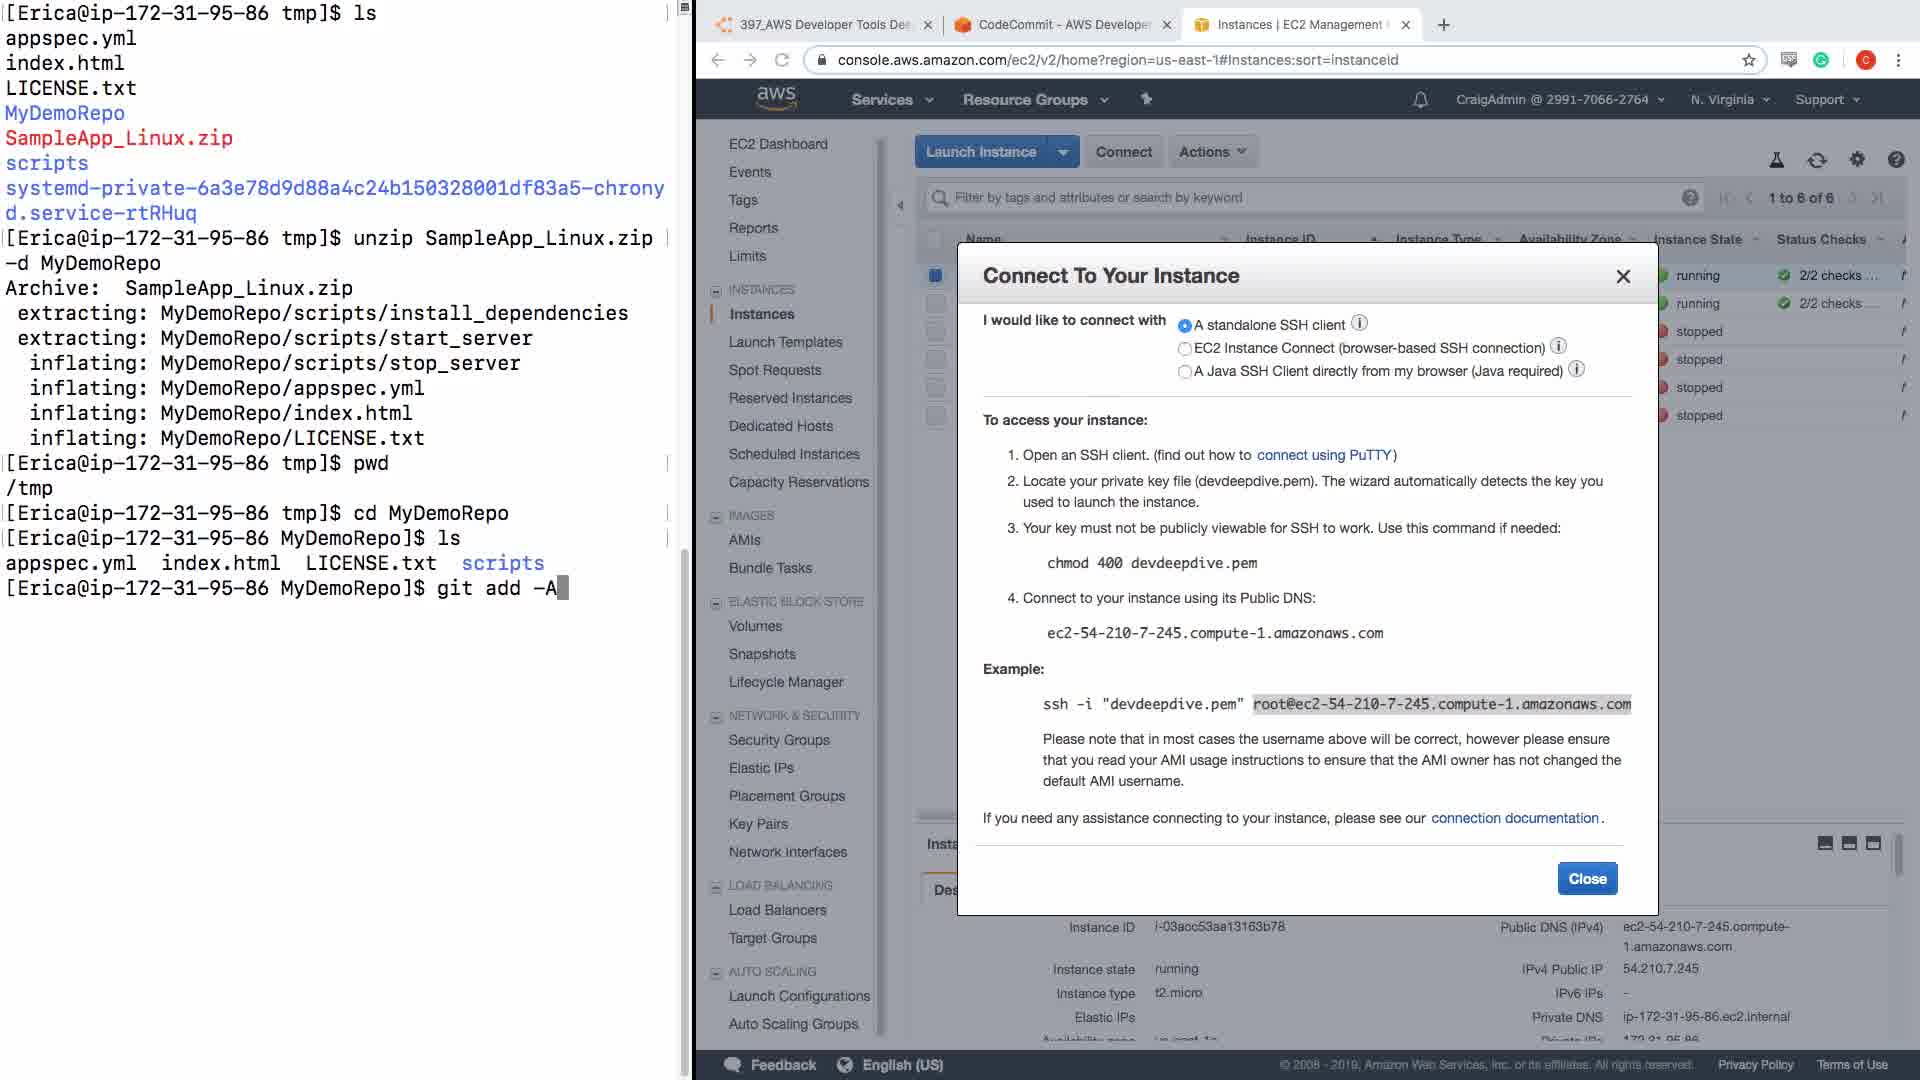 [Erica@ip-172-31-95-86 tmp]$ ls
appspec.yml
index.html
LICENSE.txt
MyDemoRepo
SampleApp_Linux.zip
scripts
systemd-private-6a3e78d9d88a4c24b150328001df83a5-chrony
d.service-rtRHuq
[Erica@ip-172-31-95-86 tmp]$ unzip SampleApp_Linux.zip
-d MyDemoRepo
Archive:  SampleApp_Linux.zip
 extracting: MyDemoRepo/scripts/install_dependencies
 extracting: MyDemoRepo/scripts/start_server
  inflating: MyDemoRepo/scripts/stop_server
  inflating: MyDemoRepo/appspec.yml
  inflating: MyDemoRepo/index.html
  inflating: MyDemoRepo/LICENSE.txt
[Erica@ip-172-31-95-86 tmp]$ pwd
/tmp
[Erica@ip-172-31-95-86 tmp]$ cd MyDemoRepo
[Erica@ip-172-31-95-86 MyDemoRepo]$ ls
appspec.yml  index.html  LICENSE.txt  scripts
[Erica@ip-172-31-95-86 MyDemoRepo]$ git add -A
397_AWS Developer Tools Dee
CodeCommit - AWS Developer
Instances | EC2 Management
console.aws.amazon.com/ec2/v2/home?region=us-east-1#Instances:sort=instanceId
C
aws
Services
Resource Groups
CraigAdmin @ 2991-7066-2764
N. Virginia
Support
EC2 Dashboard
Events
Tags
Reports
Limits
INSTANCES
Instances
Launch Templates
Spot Requests
Reserved Instances
Dedicated Hosts
Scheduled Instances
Capacity Reservations
IMAGES
AMIs
Bundle Tasks
ELASTIC BLOCK STORE
Volumes
Snapshots
Lifecycle Manager
NETWORK & SECURITY
Security Groups
Elastic IPs
Placement Groups
Key Pairs
Network Interfaces
LOAD BALANCING
Load Balancers
Target Groups
AUTO SCALING
Launch Configurations
Auto Scaling Groups
Launch Instance
Connect
Actions
Filter by tags and attributes or search by keyword
1 to 6 of 6
Name Instance ID Instance Type Availability Zone Instance State Status Checks
running 2/2 checks ...
running 2/2 checks ...
stopped
stopped
stopped
stopped
Connect To Your Instance
I would like to connect with
A standalone SSH client
EC2 Instance Connect (browser-based SSH connection)
A Java SSH Client directly from my browser (Java required)
To access your instance:
1. Open an SSH client. (find out how to connect using PuTTY)
2. Locate your private key file (devdeepdive.pem). The wizard automatically detects the key you
used to launch the instance.
3. Your key must not be publicly viewable for SSH to work. Use this command if needed:
chmod 400 devdeepdive.pem
4. Connect to your instance using its Public DNS:
ec2-54-210-7-245.compute-1.amazonaws.com
Example:
ssh -i "devdeepdive.pem" root@ec2-54-210-7-245.compute-1.amazonaws.com
Please note that in most cases the username above will be correct, however please ensure
that you read your AMI usage instructions to ensure that the AMI owner has not changed the
default AMI username.
If you need any assistance connecting to your instance, please see our connection documentation.
Close
Insta
Des
Instance ID i-03acc53aa13163b78
Instance state running
Instance type t2.micro
Elastic IPs
Availability zone us-east-1c
Public DNS (IPv4) ec2-54-210-7-245.compute-
1.amazonaws.com
IPv4 Public IP 54.210.7.245
IPv6 IPs -
Private DNS ip-172-31-95-86.ec2.internal
Private IPs 172.31.95.86
Feedback
English (US)
© 2008 - 2019, Amazon Web Services, Inc. or its affiliates. All rights reserved.
Privacy Policy
Terms of Use